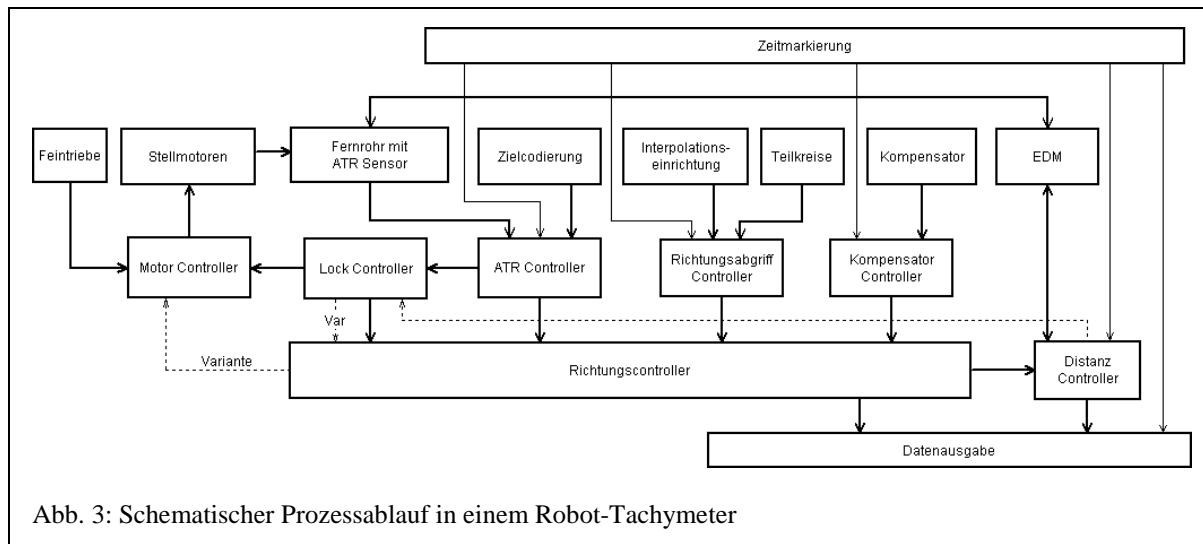 Zeitmarkierung
Feintriebe
Stellmotoren
Fernrohr mit
ATR Sensor
Zielcodierung
Interpolations-
einrichtung
Teilkreise
Kompensator
EDM
Motor Controller
Lock Controller
ATR Controller
Richtungsabgriff
Controller
Kompensator
Controller
Var
Variante
Richtungscontroller
Distanz
Controller
Datenausgabe
Abb. 3: Schematischer Prozessablauf in einem Robot-Tachymeter